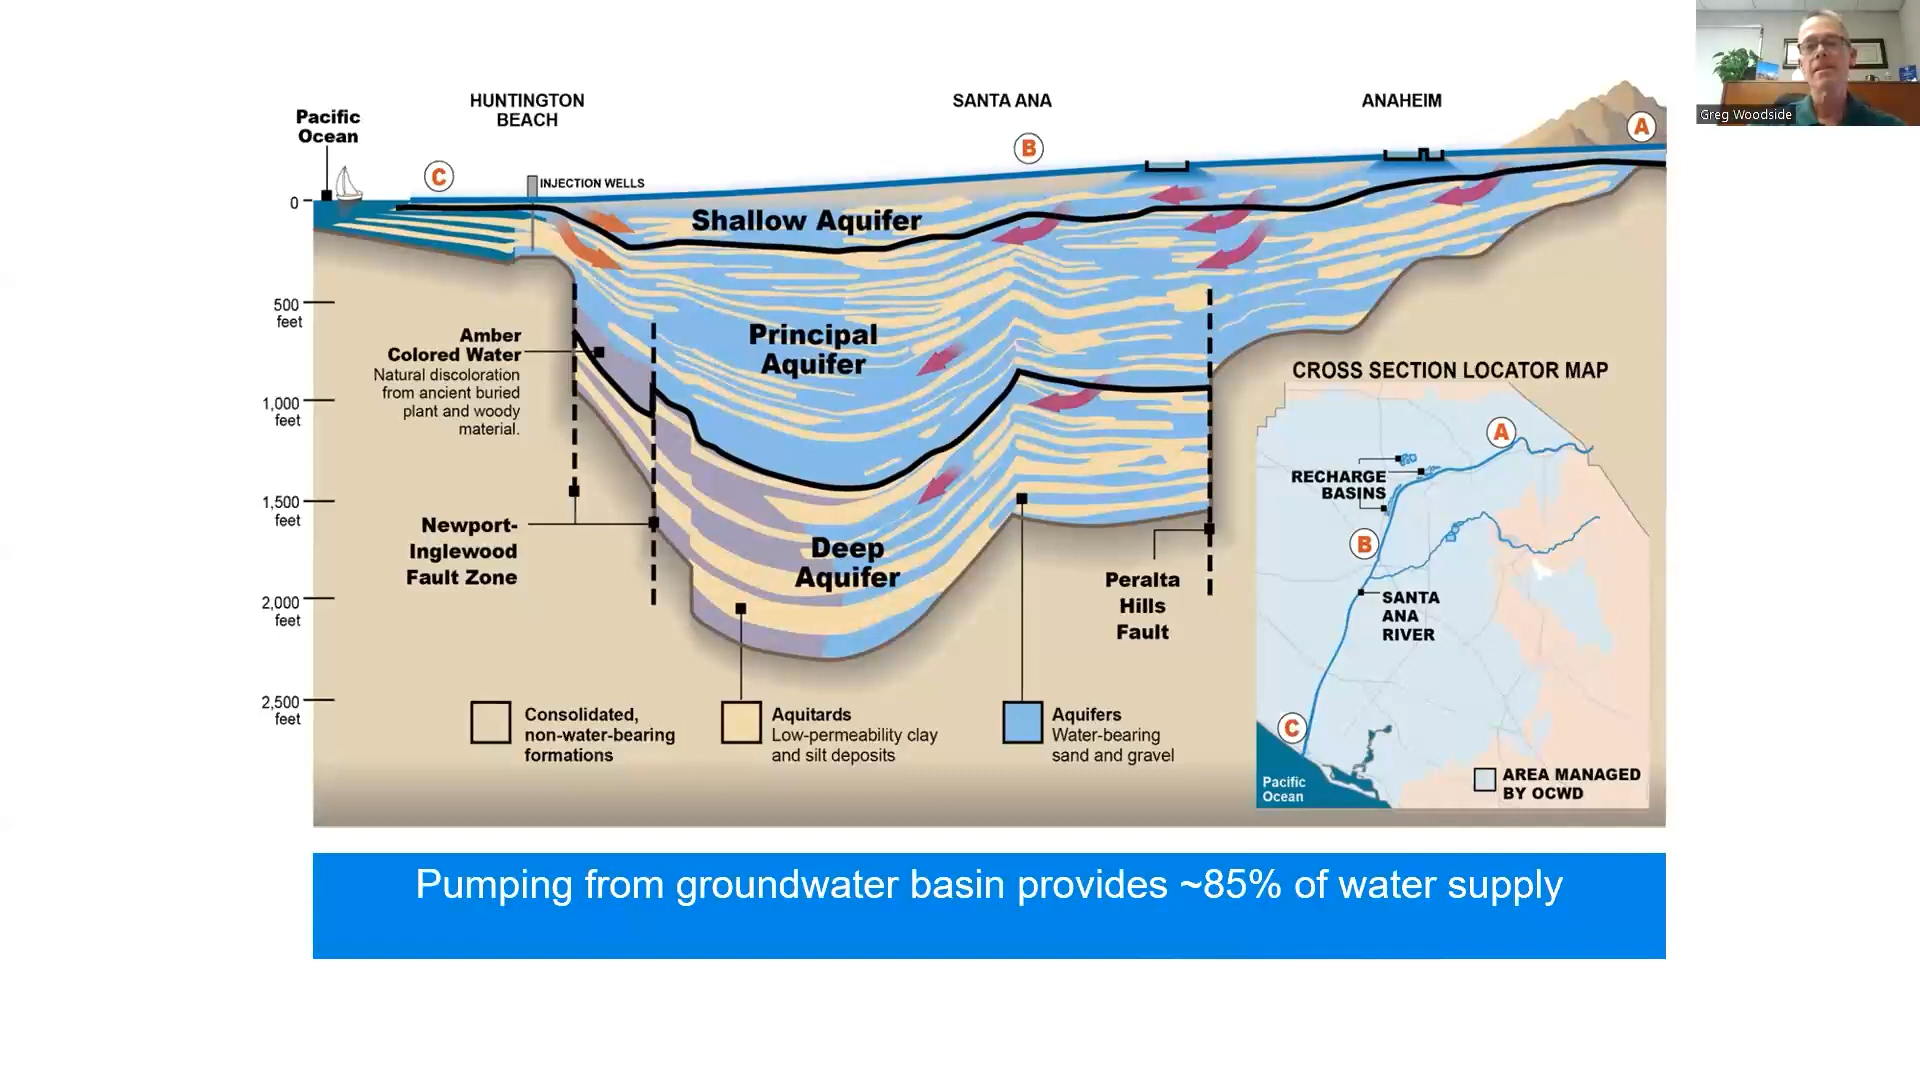 Greg Woodside
HUNTINGTON
BEACH
SANTA ANA
ANAHEIM
Pacific
Ocean
A
B
C
INJECTION WELLS
0
Shallow Aquifer
500
feet
Principal
Aquifer
Amber
Colored Water
Natural discoloration
from ancient buried
plant and woody
material.
1,000
feet
1,500
feet
Newport-
Inglewood
Fault Zone
Deep
Aquifer
2,000
feet
Peralta
Hills
Fault
2,500
feet
Consolidated,
non-water-bearing
formations
Aquitards
Low-permeability clay
and silt deposits
Aquifers
Water-bearing
sand and gravel
CROSS SECTION LOCATOR MAP
A
RECHARGE
BASINS
B
SANTA
ANA
RIVER
C
Pacific
Ocean
AREA MANAGED
BY OCWD
Pumping from groundwater basin provides ~85% of water supply